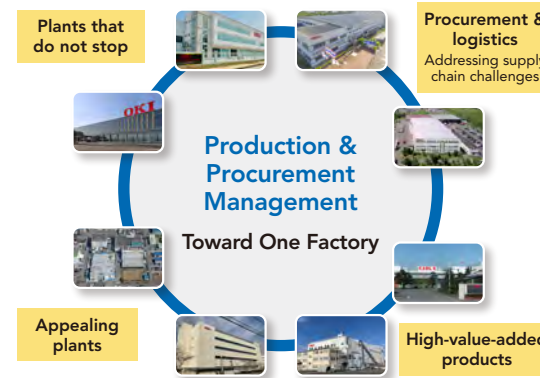 Plants that
do not stop
Procurement &
logistics
Addressing supply
chain challenges
OKI
Production &
Procurement
Management
Toward One Factory
Appealing
plants
High-value-added
products